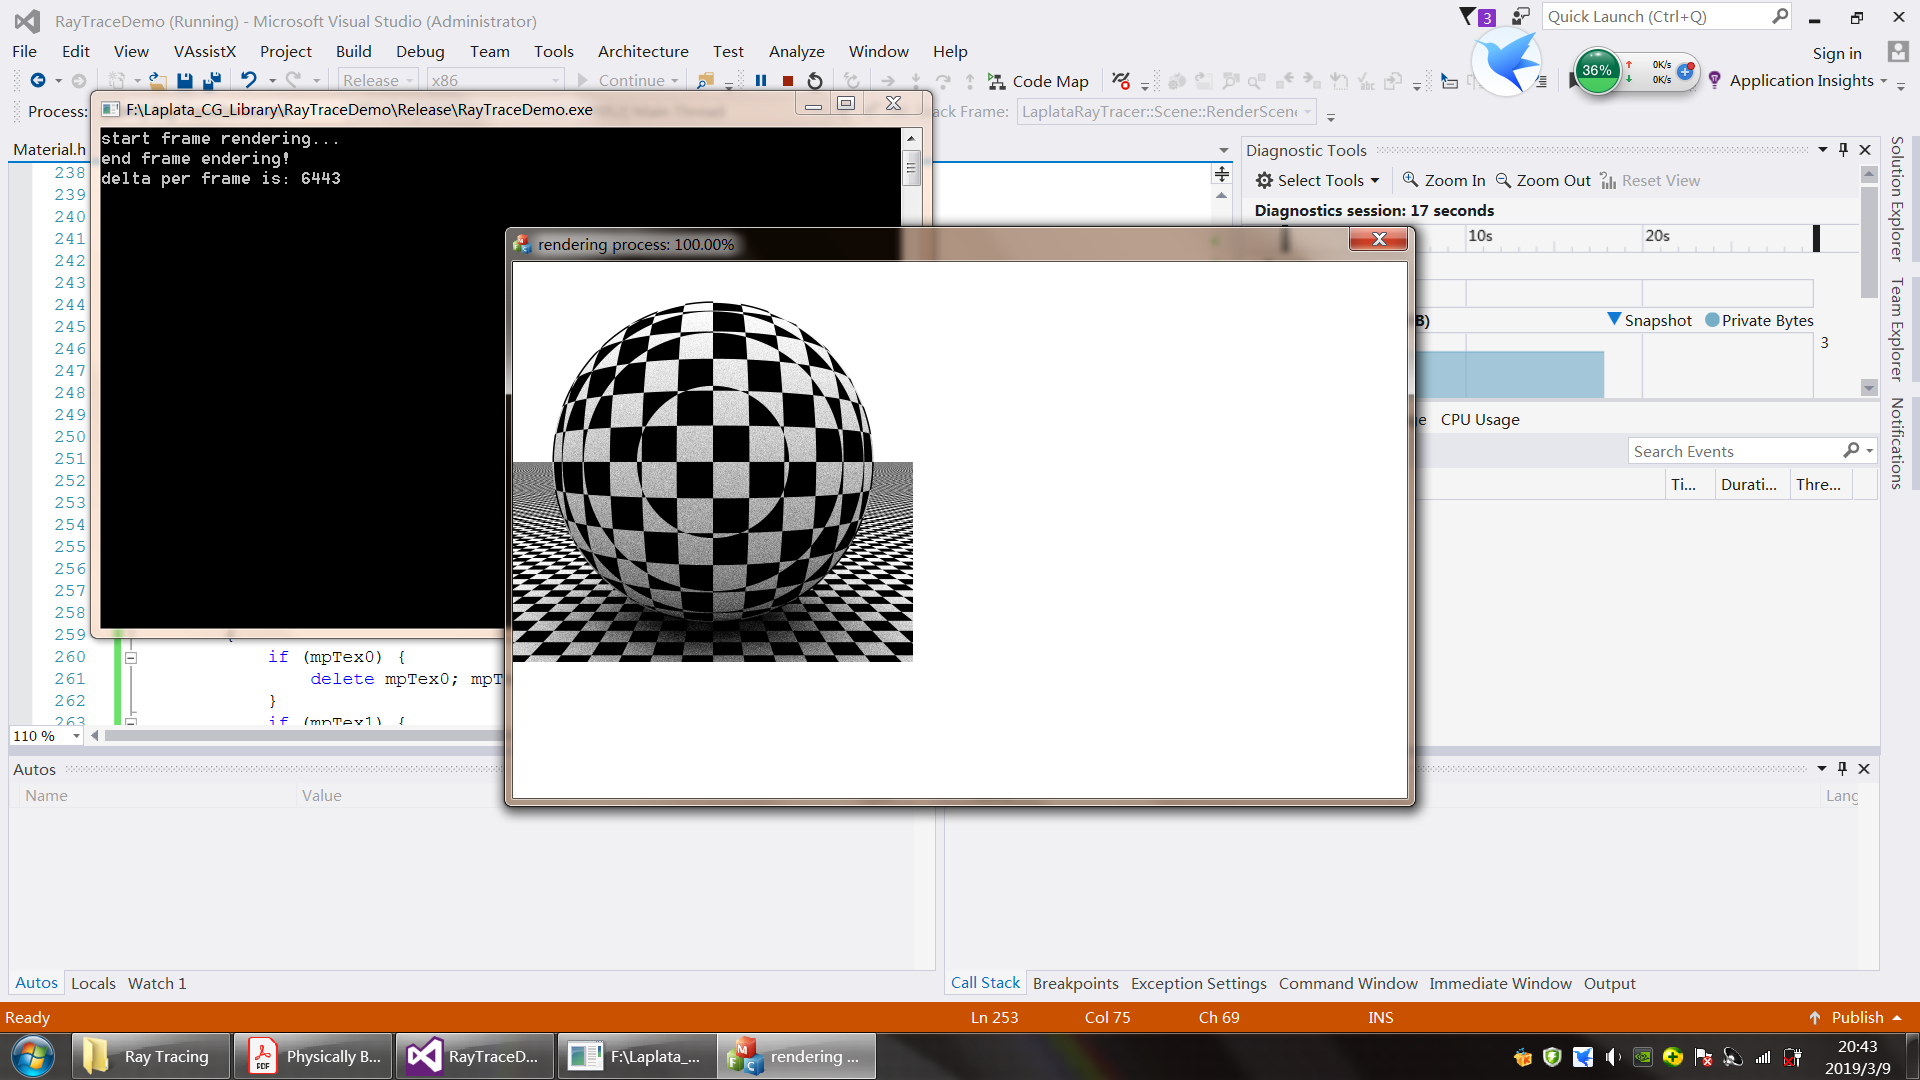 RayTraceDemo (Running) - Microsoft Visual Studio (Administrator)
3
Quick Launch (Ctrl+Q)
File Edit View VAssistX Project Build Debug Team Tools Architecture Test Analyze Window Help
Sign in
Release x86 Continue Code Map
36% 0K/s
0K/s
Application Insights
Process:
F:\Laplata_CG_Library\RayTraceDemo\Release\RayTraceDemo.exe
ack Frame: LaplataRayTracer::Scene::RenderScene
start frame rendering...
end frame endering!
delta per frame is: 6443
Material.h
238
239
240
241
242
243
244
245
246
247
248
249
250
251
252
253
254
255
256
257
258
259 {
260 if (mpTex0) {
261 delete mpTex0; mpT
262 }
263 if (mpTex1) {
110 %
rendering process: 100.00%
Diagnostic Tools
Select Tools Zoom In Zoom Out Reset View
Diagnostics session: 17 seconds
10s 20s
B) Snapshot Private Bytes
3
ge CPU Usage
Search Events
Ti... Durati... Thre...
Solution Explorer
Team Explorer
Notifications
Autos
Name Value
Lang
Autos Locals Watch 1
Call Stack Breakpoints Exception Settings Command Window Immediate Window Output
Ready Ln 253 Col 75 Ch 69 INS Publish
Ray Tracing
PDF Physically B...
RayTraceD...
F:\Laplata_...
M F C rendering ...
20:43
2019/3/9